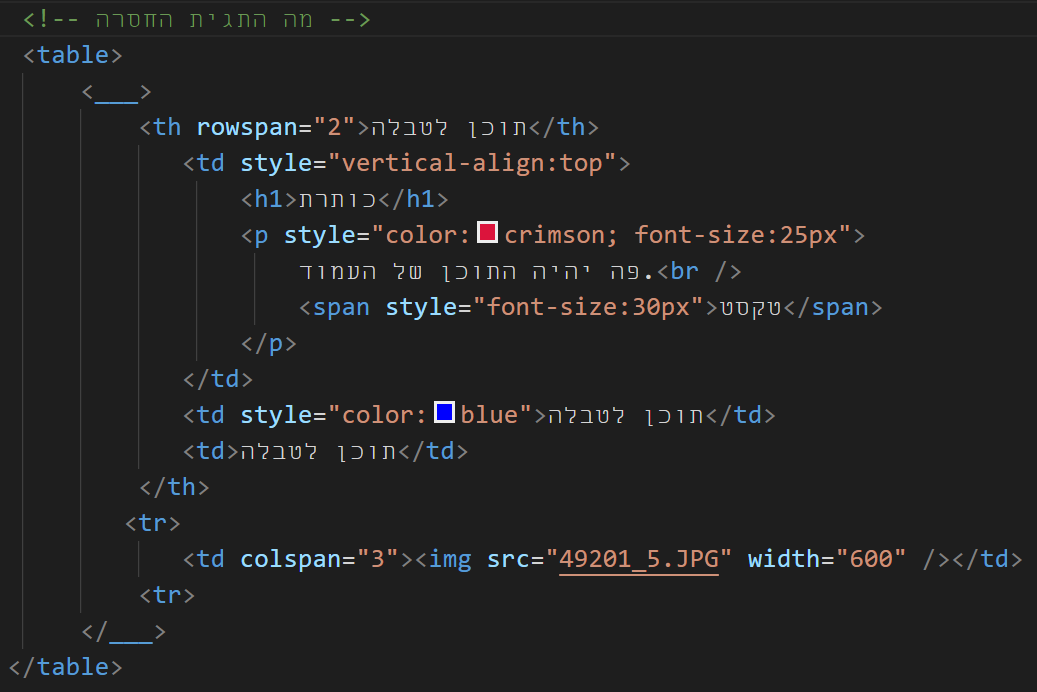 <!-- מה התגית החסרה -->
<table>
<___>
<th rowspan="2">תוכן לטבלה</th>
<td style="vertical-align:top">
<h1>כותרת</h1>
<p style="color:crimson; font-size:25px">
פה יהיה התוכן של העמוד.<br />
<span style="font-size:30px">טקסט</span>
</p>
</td>
<td style="color:blue">תוכן לטבלה</td>
<td>תוכן לטבלה</td>
</th>
<tr>
<td colspan="3"><img src="49201_5.JPG" width="600" /></td>
<tr>
</___>
</table>